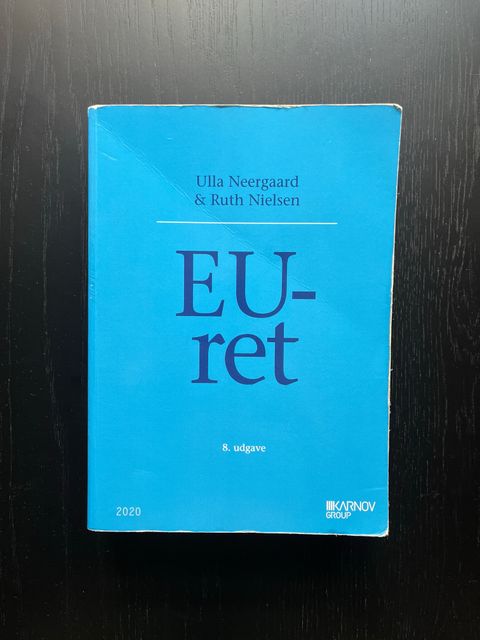 Ulla Neergaard
& Ruth Nielsen
EU-
ret
8. udgave
2020
KARNOV
GROUP